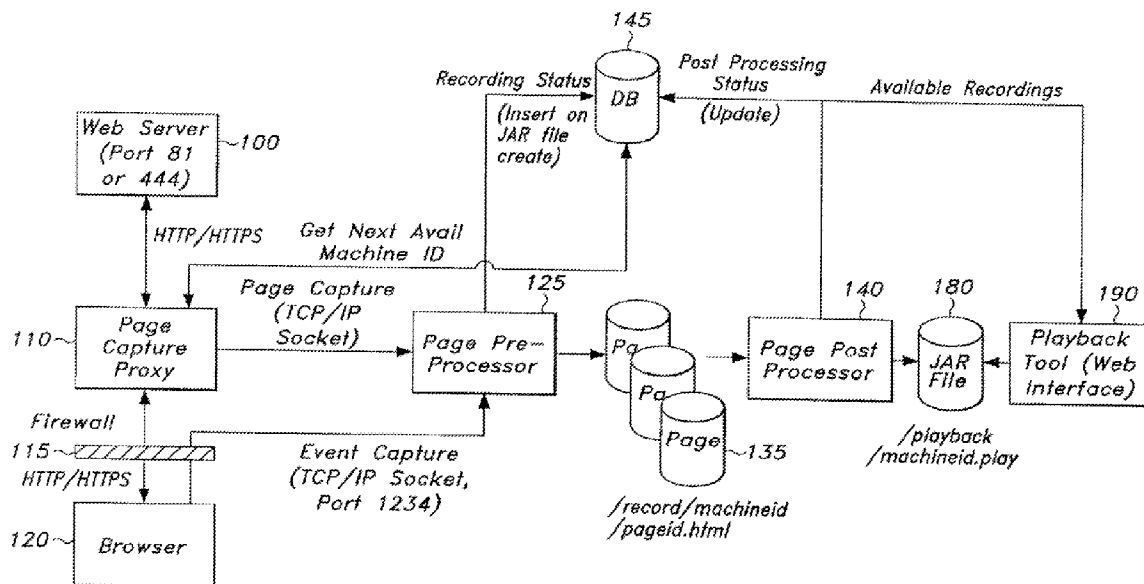 145
Recording Status
(Insert on
JAR file
create)
DB
Post Processing
Status
(Update)
Available Recordings
Web Server
(Port 81
or 444)
100
HTTP/HTTPS
Get Next Avail
Machine ID
Page Capture
(TCP/IP
Socket)
125
140
180
190
110
Page
Capture
Proxy
Page Pre-
Processor
Pa
Pa
Page
135
Page Post
Processor
JAR
File
Playback
Tool (Web
Interface)
Firewall
115
HTTP/HTTPS
Event Capture
(TCP/IP Socket,
Port 1234)
/record/machineid
/pageid.html
/playback
/machineid.play
120
Browser